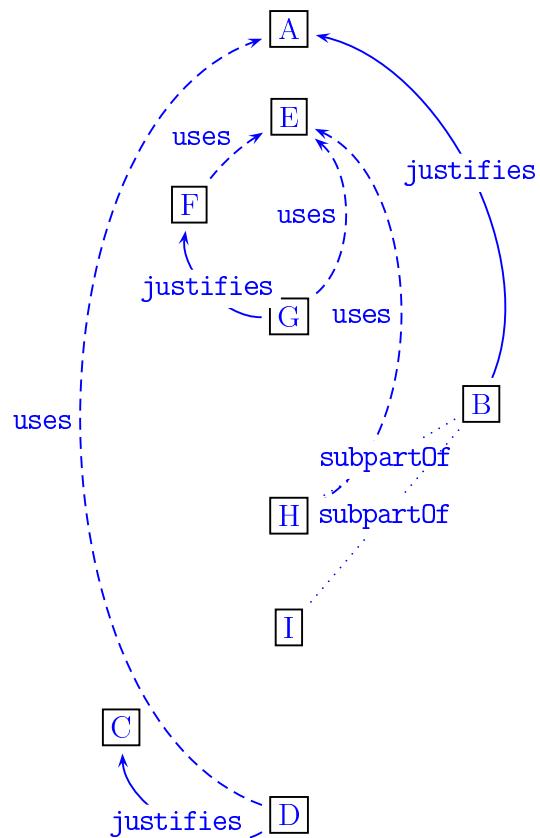 A
E
uses
justifies
F
uses
justifies
G
uses
B
uses
subpartOf
H
subpartOf
I
C
D
justifies